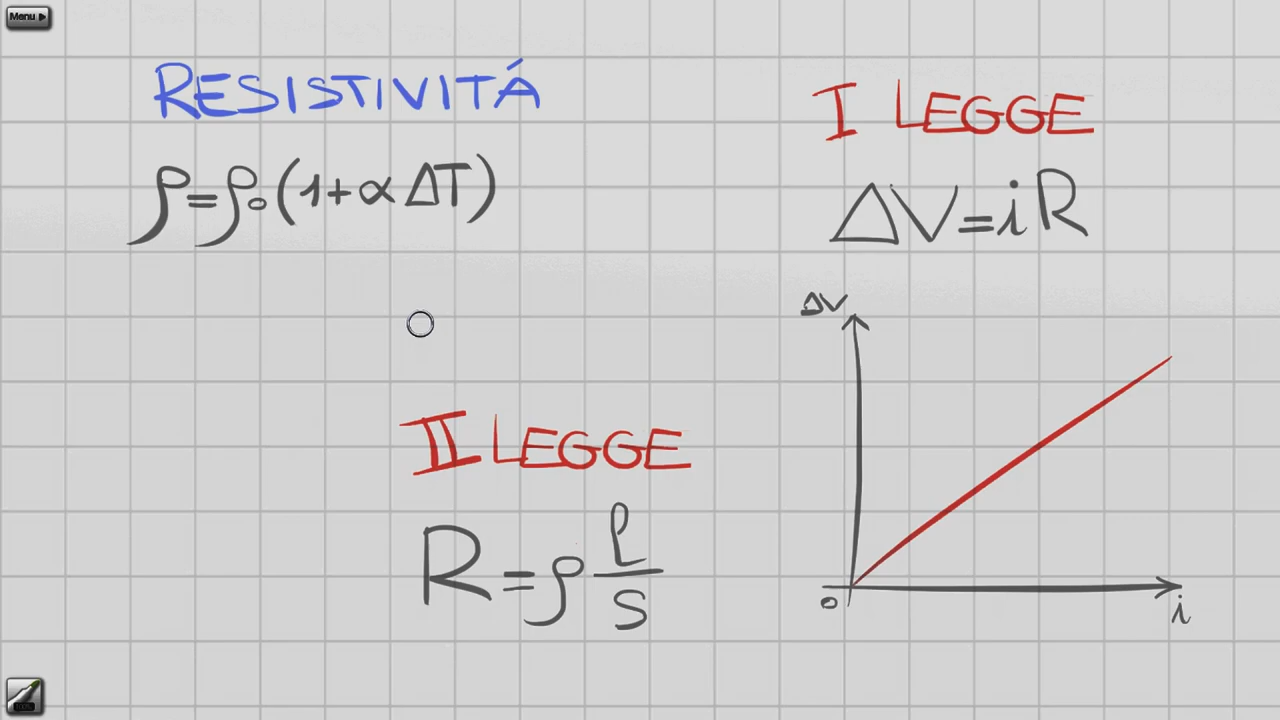 Menu
RESISTIVITÁ
ρ=ρ₀(1+αΔT)
I LEGGE
ΔV=iR
ΔV
0
i
II LEGGE
R=ρ ℓ/S